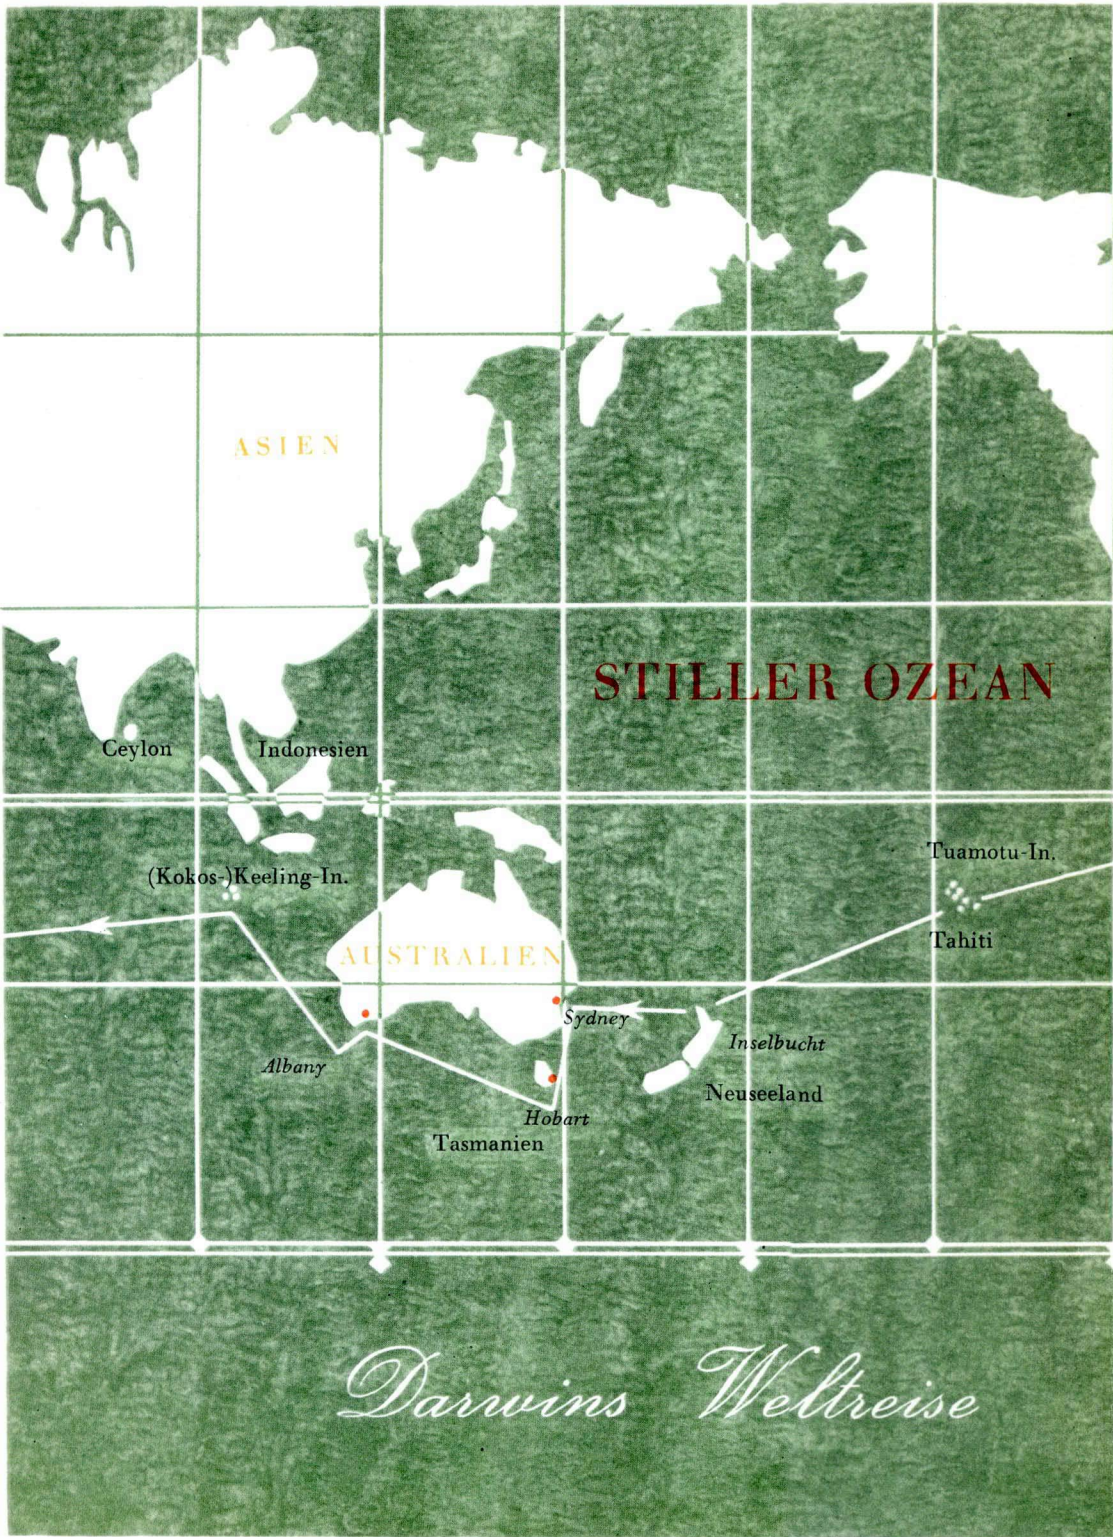 ASIEN
STILLER OZEAN
Ceylon
Indonesien
Tuamotu-In.
(Kokos-)Keeling-In.
Tahiti
AUSTRALIEN
Sydney
Inselbucht
Albany
Neuseeland
Hobart
Tasmanien
Darwins Weltreise